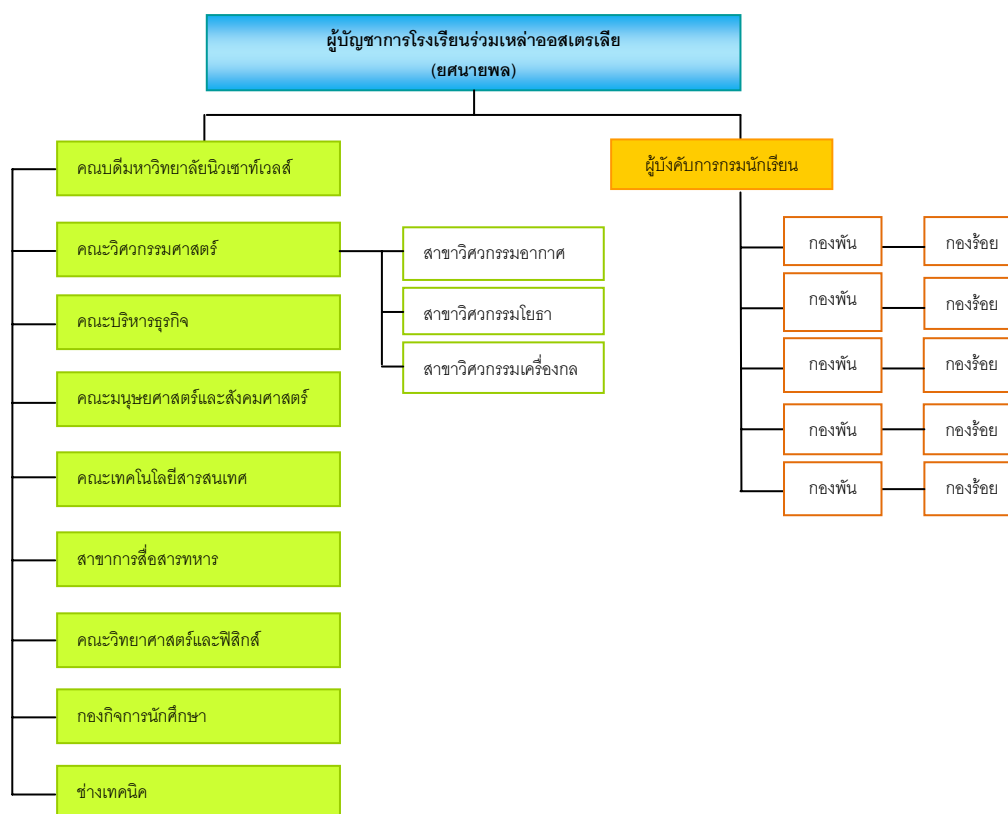 ผู้บัญชาการโรงเรียนร่วมเหล่าออสเตรเลีย
(ยศนายพล)
คณบดีมหาวิทยาลัยนิวเซาท์เวลส์
คณะวิศวกรรมศาสตร์
คณะบริหารธุรกิจ
คณะมนุษยศาสตร์และสังคมศาสตร์
คณะเทคโนโลยีสารสนเทศ
สาขาการสื่อสารทหาร
คณะวิทยาศาสตร์และฟิสิกส์
กองกิจการนักศึกษา
ช่างเทคนิค
สาขาวิศวกรรมอากาศ
สาขาวิศวกรรมโยธา
สาขาวิศวกรรมเครื่องกล
ผู้บังคับการกรมนักเรียน
กองพัน กองร้อย
กองพัน กองร้อย
กองพัน กองร้อย
กองพัน กองร้อย
กองพัน กองร้อย